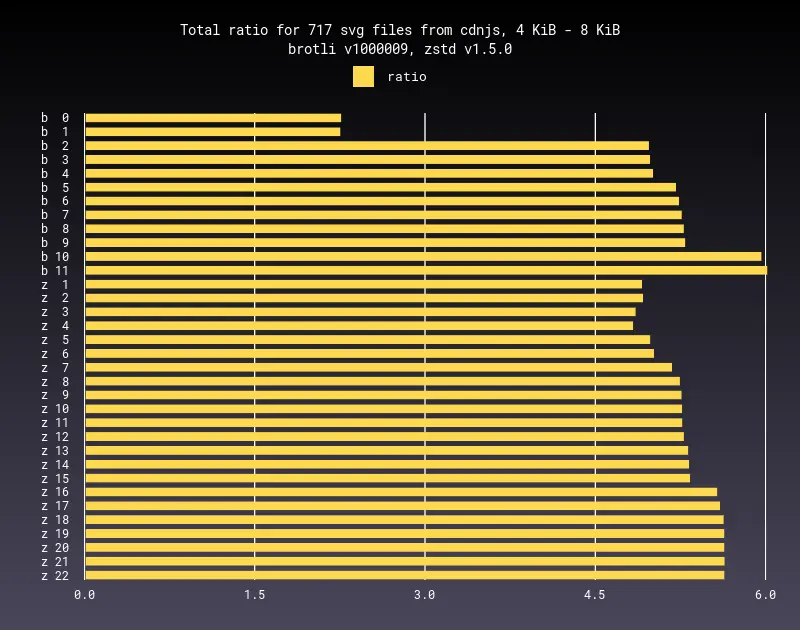 Total ratio for 717 svg files from cdnjs, 4 KiB - 8 KiB
brotli v1000009, zstd v1.5.0
ratio
b 0
b 1
b 2
b 3
b 4
b 5
b 6
b 7
b 8
b 9
b 10
b 11
z 1
z 2
z 3
z 4
z 5
z 6
z 7
z 8
z 9
z 10
z 11
z 12
z 13
z 14
z 15
z 16
z 17
z 18
z 19
z 20
z 21
z 22
0.0 1.5 3.0 4.5 6.0